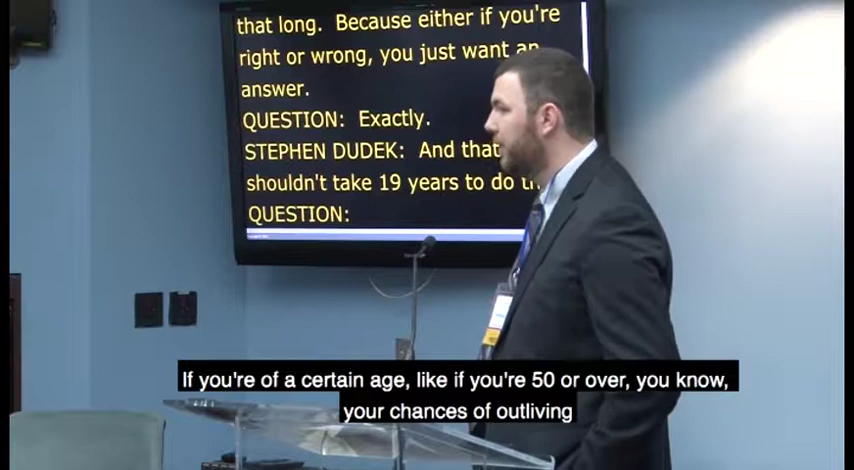 that long. Because either if you're
right or wrong, you just want an
answer.
QUESTION: Exactly.
STEPHEN DUDEK: And that
shouldn't take 19 years to do
QUESTION:
If you're of a certain age, like if you're 50 or over, you know,
your chances of outliving